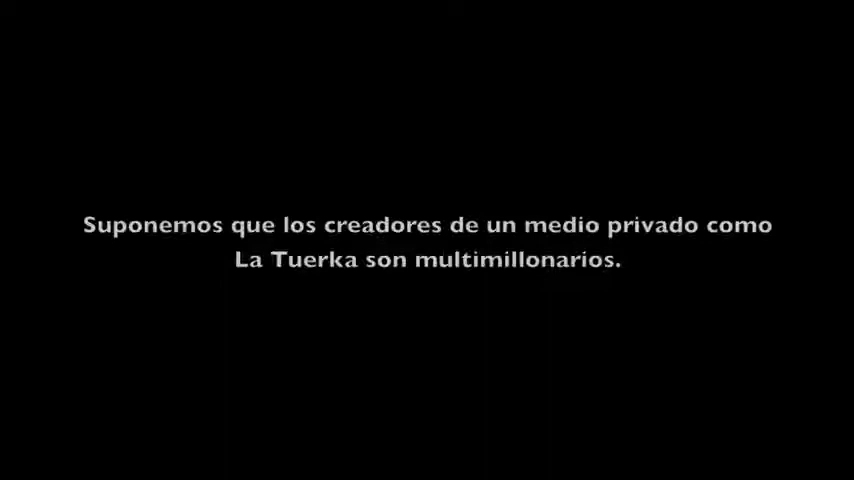 Suponemos que los creadores de un medio privado como
La Tuerka son multimillonarios.